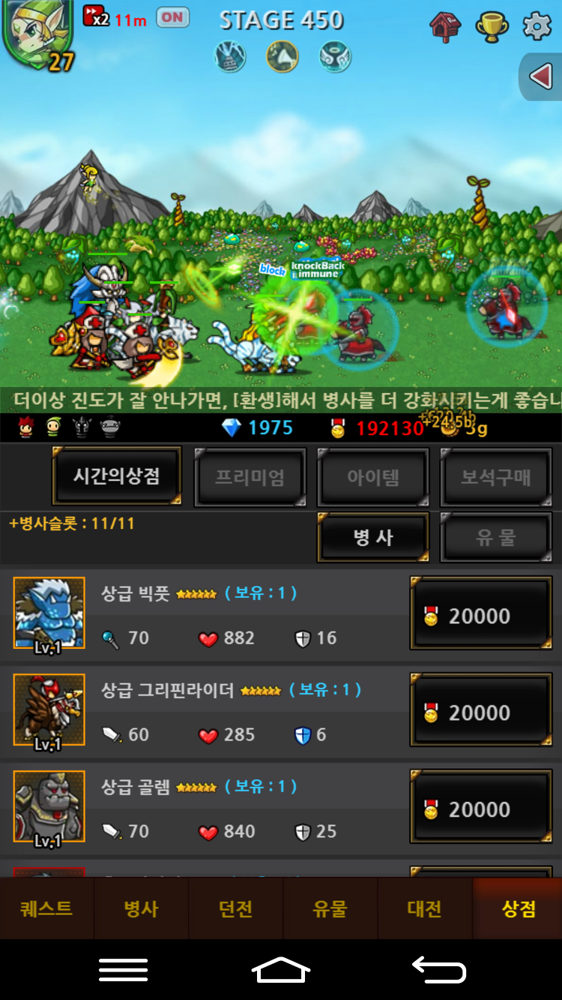 x2 11m ON
STAGE 450
27
block
knockBack
immune
더이상 진도가 잘 안나가면, [환생]해서 병사를 더 강화시키는게 좋습니
1975
192130
+24.5b
3g
시간의상점 프리미엄 아이템 보석구매
+병사슬롯 : 11/11
병 사 유 물
상급 빅풋 ( 보유 : 1 )
Lv.1 70 882 16
20000
상급 그리핀라이더 ( 보유 : 1 )
Lv.1 60 285 6
20000
상급 골렘 ( 보유 : 1 )
Lv.1 70 840 25
20000
퀘스트 병사 던전 유물 대전 상점